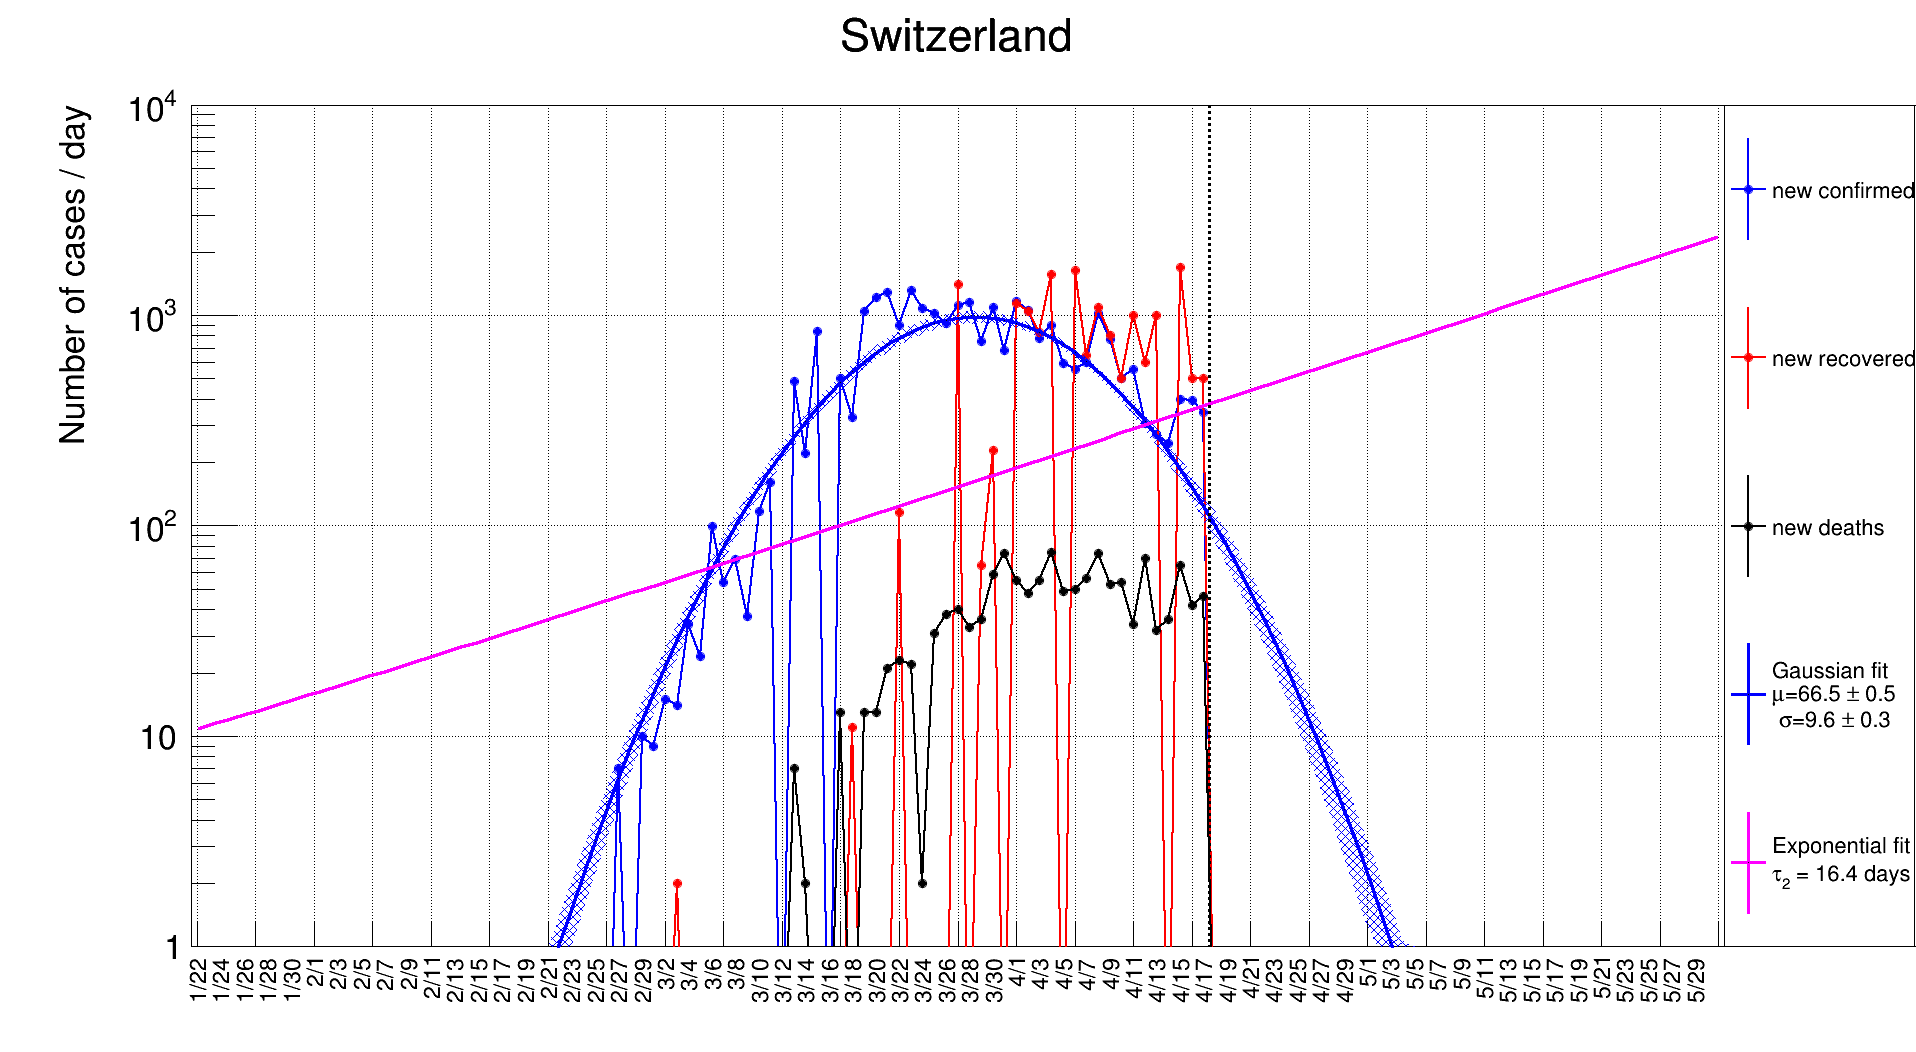 Switzerland
Number of cases / day
10^4
10^3
10^2
10
1
1/22 1/24 1/26 1/28 1/30 2/1 2/3 2/5 2/7 2/9 2/11 2/13 2/15 2/17 2/19 2/21 2/23 2/25 2/27 2/29 3/2 3/4 3/6 3/8 3/10 3/12 3/14 3/16 3/18 3/20 3/22 3/24 3/26 3/28 3/30 4/1 4/3 4/5 4/7 4/9 4/11 4/13 4/15 4/17 4/19 4/21 4/23 4/25 4/27 4/29 5/1 5/3 5/5 5/7 5/9 5/11 5/13 5/15 5/17 5/19 5/21 5/23 5/25 5/27 5/29
new confirmed
new recovered
new deaths
Gaussian fit
μ=66.5 ± 0.5
σ=9.6 ± 0.3
Exponential fit
τ₂ = 16.4 days